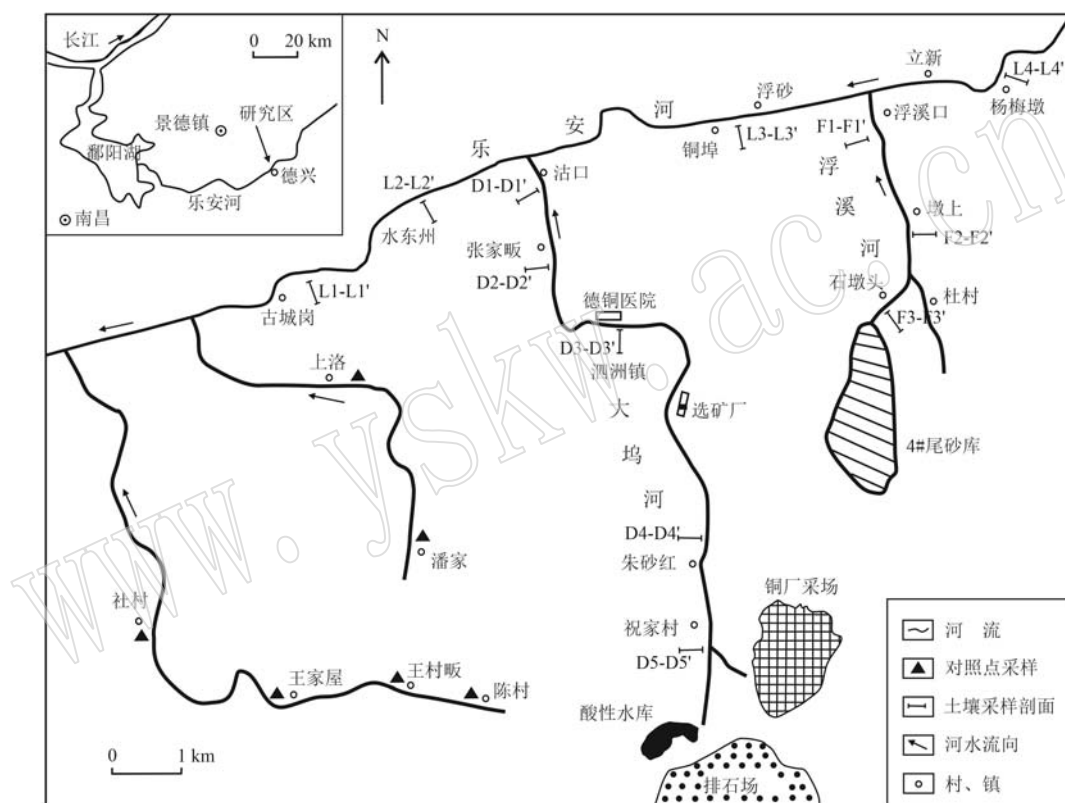 长江
0 20 km
景德镇
研究区
鄱阳湖
德兴
乐安河
南昌
N
立新
L4-L4'
杨梅墩
浮砂
浮溪口
乐安河
铜埠
L3-L3'
F1-F1'
浮溪河
沽口
D1-D1'
L2-L2'
水东州
墩上
F2-F2'
张家畈
D2-D2'
石墩头
杜村
L1-L1'
古城岗
德铜医院
F3-F3'
D3-D3'
泗洲镇
上洛
大坞河
选矿厂
4#尾砂库
D4-D4'
朱砂红
潘家
铜厂采场
社村
祝家村
D5-D5'
王家屋
王村畈
陈村
酸性水库
排石场
0 1 km
河 流
对照点采样
土壤采样剖面
河水流向
村、镇
www.yskw.ac.cn